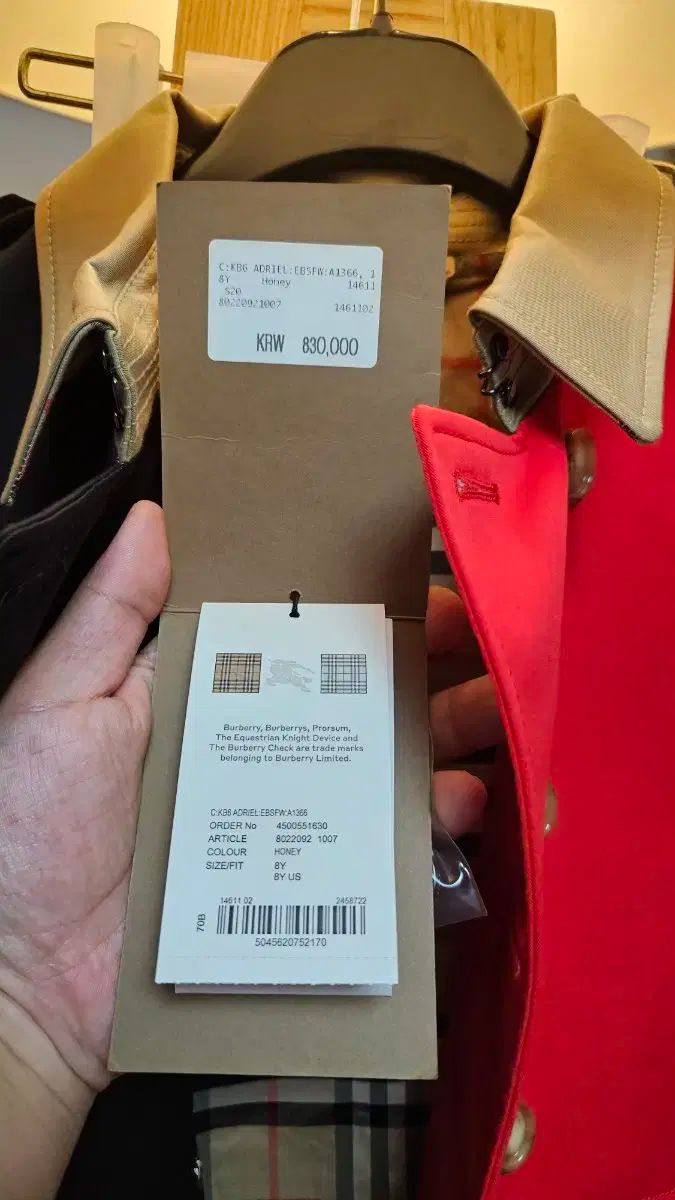 C:KB6 ADRIEL:EBSFW:A1366, 1
8Y Honey 14611
S20
80220921007 1461102
KRW 830,000
Burberry, Burberrys, Prorsum,
The Equestrian Knight Device and
The Burberry Check are trade marks
belonging to Burberry Limited.
C:KB6 ADRIEL:EBSFW:A1366
ORDER No 4500551630
ARTICLE 8022092 1007
COLOUR HONEY
SIZE/FIT 8Y
8Y US
14611 02 2458722
70B
5045620752170